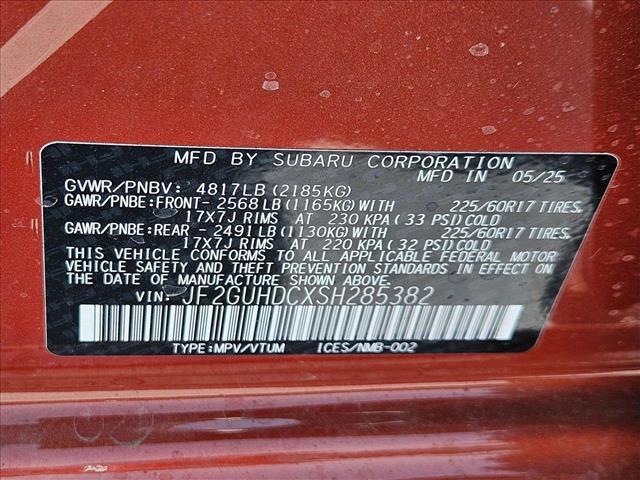 MFD BY SUBARU CORPORATION IN 05/25
GVWR/PNBV: 4817LB (2185KG)
GAWR/PNBE:FRONT- 2568LB (1165KG)WITH 225/60R17 TIRES,
17X7J RIMS AT 230 KPA ( 33 PSI)COLD
GAWR/PNBE:REAR - 2491LB (1130KG)WITH 225/60R17 TIRES,
17X7J RIMS AT 220 KPA ( 32 PSI)COLD
THIS VEHICLE CONFORMS TO ALL APPLICABLE FEDERAL MOTOR
VEHICLE SAFETY AND THEFT PREVENTION STANDARDS IN EFFECT ON
THE DATE OF MANUFACTURE SHOWN ABOVE.
VIN: JF2GUHDCXSH285382
TYPE:MPV/VTUM ICES/NMB-002